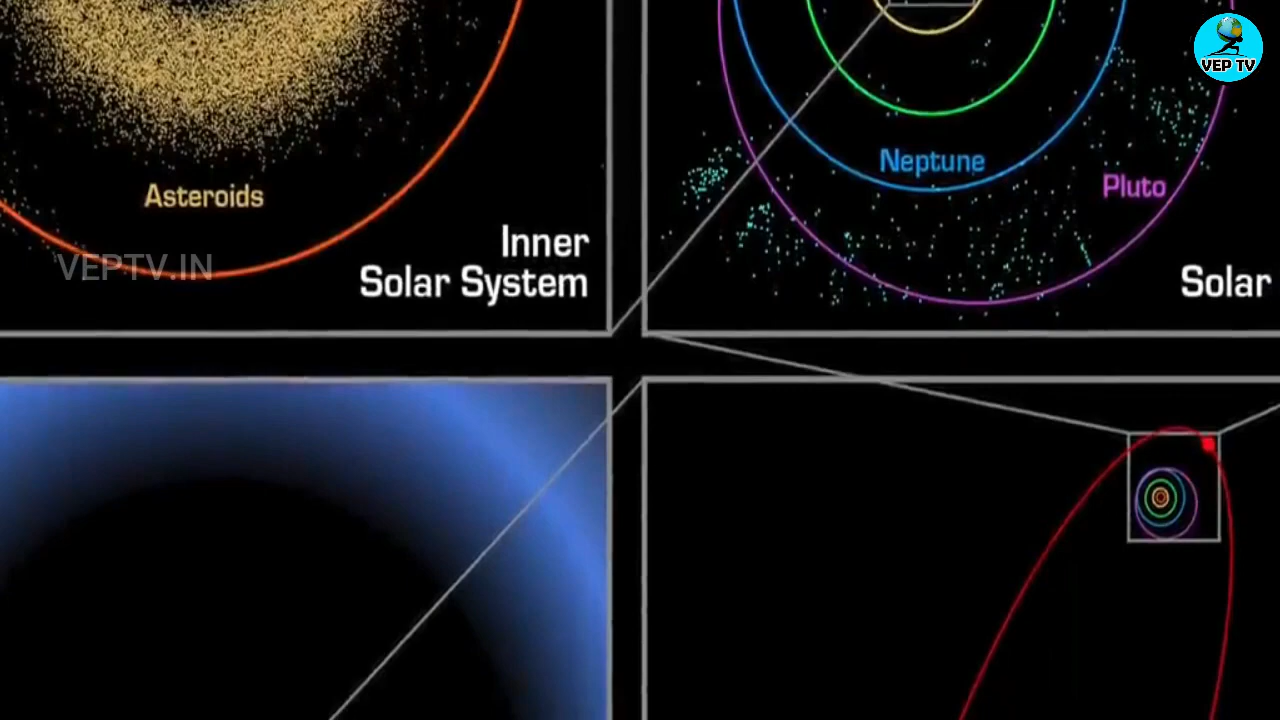 VEP TV
Neptune
Pluto
Asteroids
Inner
Solar System
VEPTV.IN
Solar